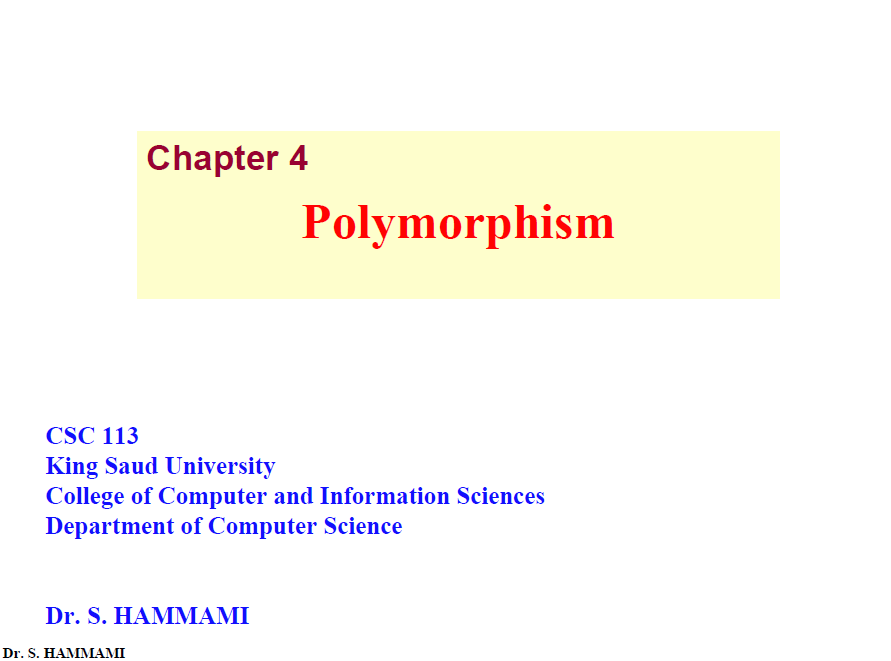 Chapter 4
Polymorphism
CSC 113
King Saud University
College of Computer and Information Sciences
Department of Computer Science
Dr. S. HAMMAMI
Dr. S. HAMMAMI